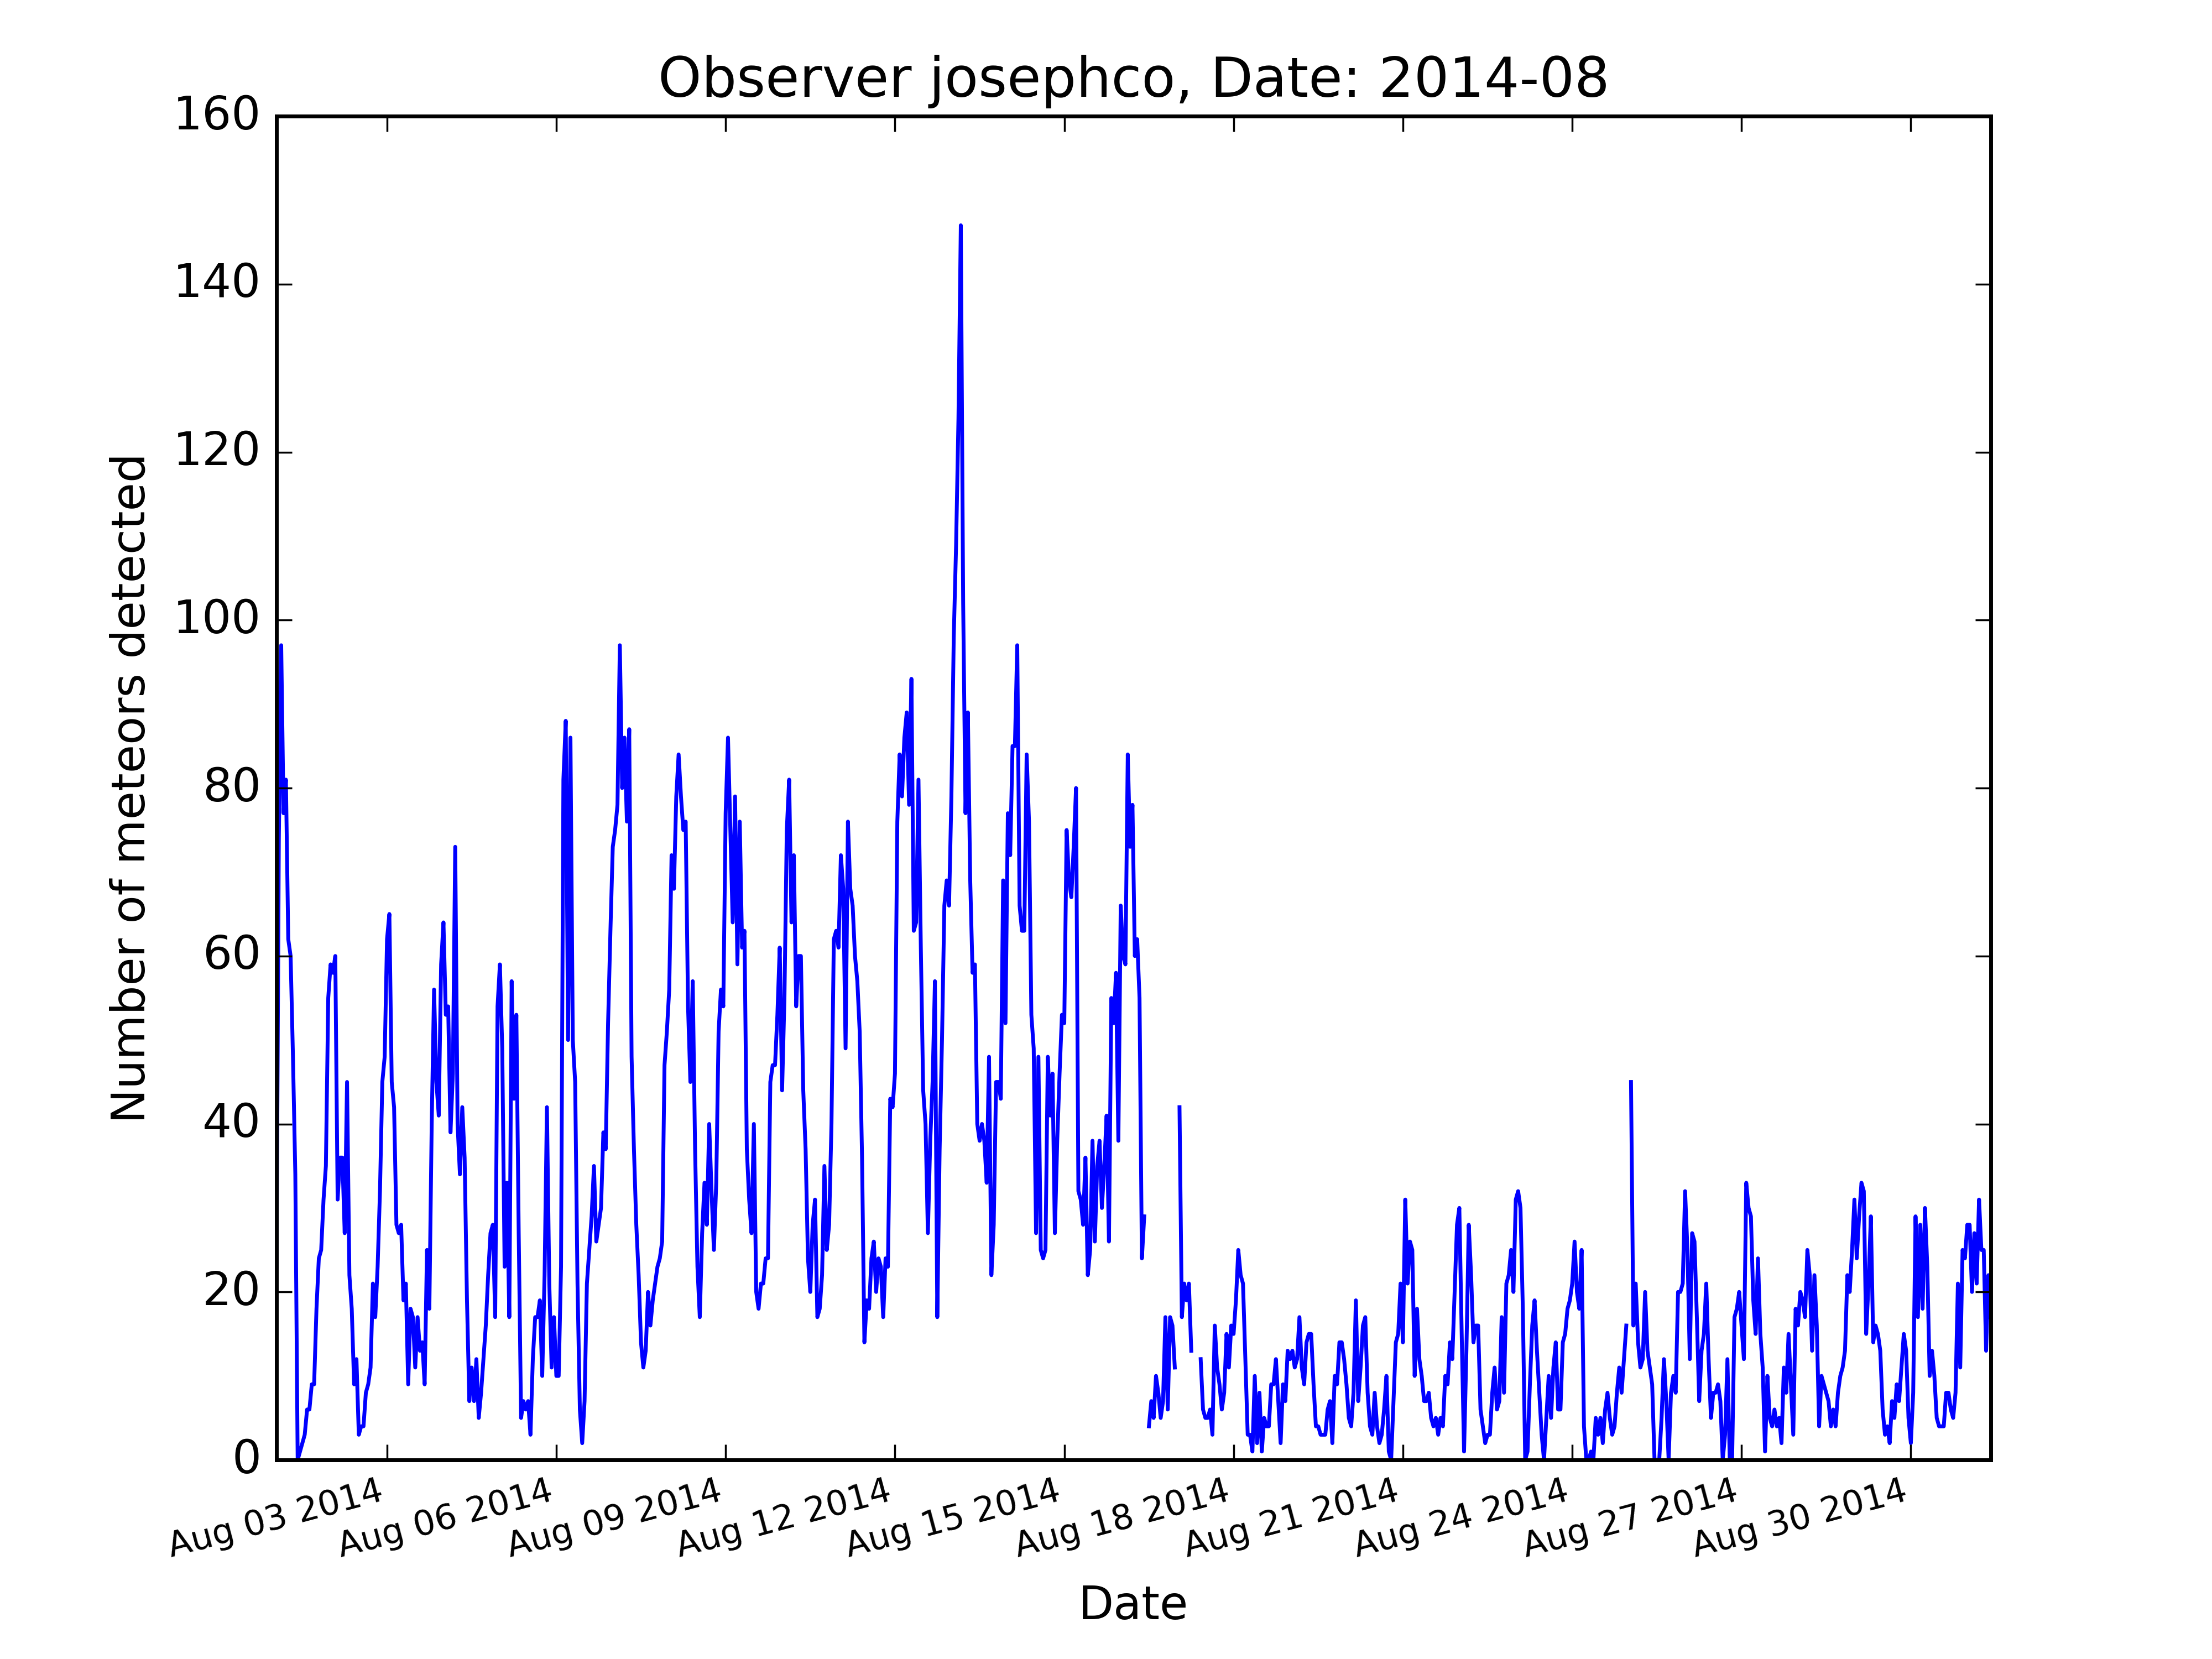 Observer josephco, Date: 2014-08
160
140
120
100
80
60
40
20
0
Number of meteors detected
Aug 03 2014
Aug 06 2014
Aug 09 2014
Aug 12 2014
Aug 15 2014
Aug 18 2014
Aug 21 2014
Aug 24 2014
Aug 27 2014
Aug 30 2014
Date